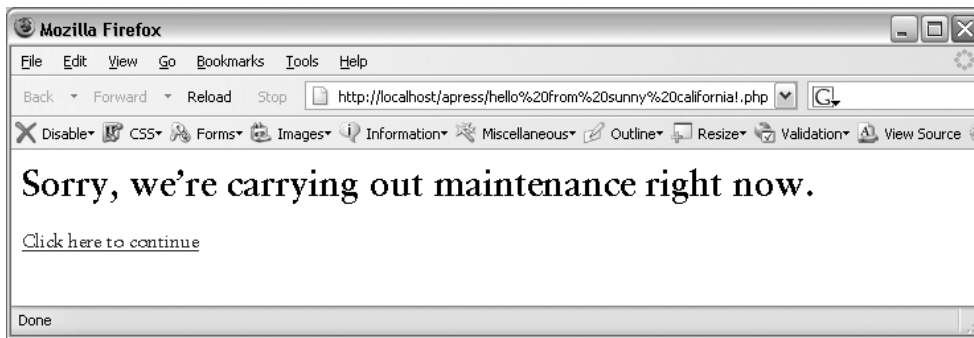 Mozilla Firefox
File Edit View Go Bookmarks Tools Help
Back Forward Reload Stop http://localhost/apress/hello%20from%20sunny%20california!.php G
Disable CSS Forms Images Information Miscellaneous Outline Resize Validation View Source
Sorry, we're carrying out maintenance right now.
Click here to continue
Done